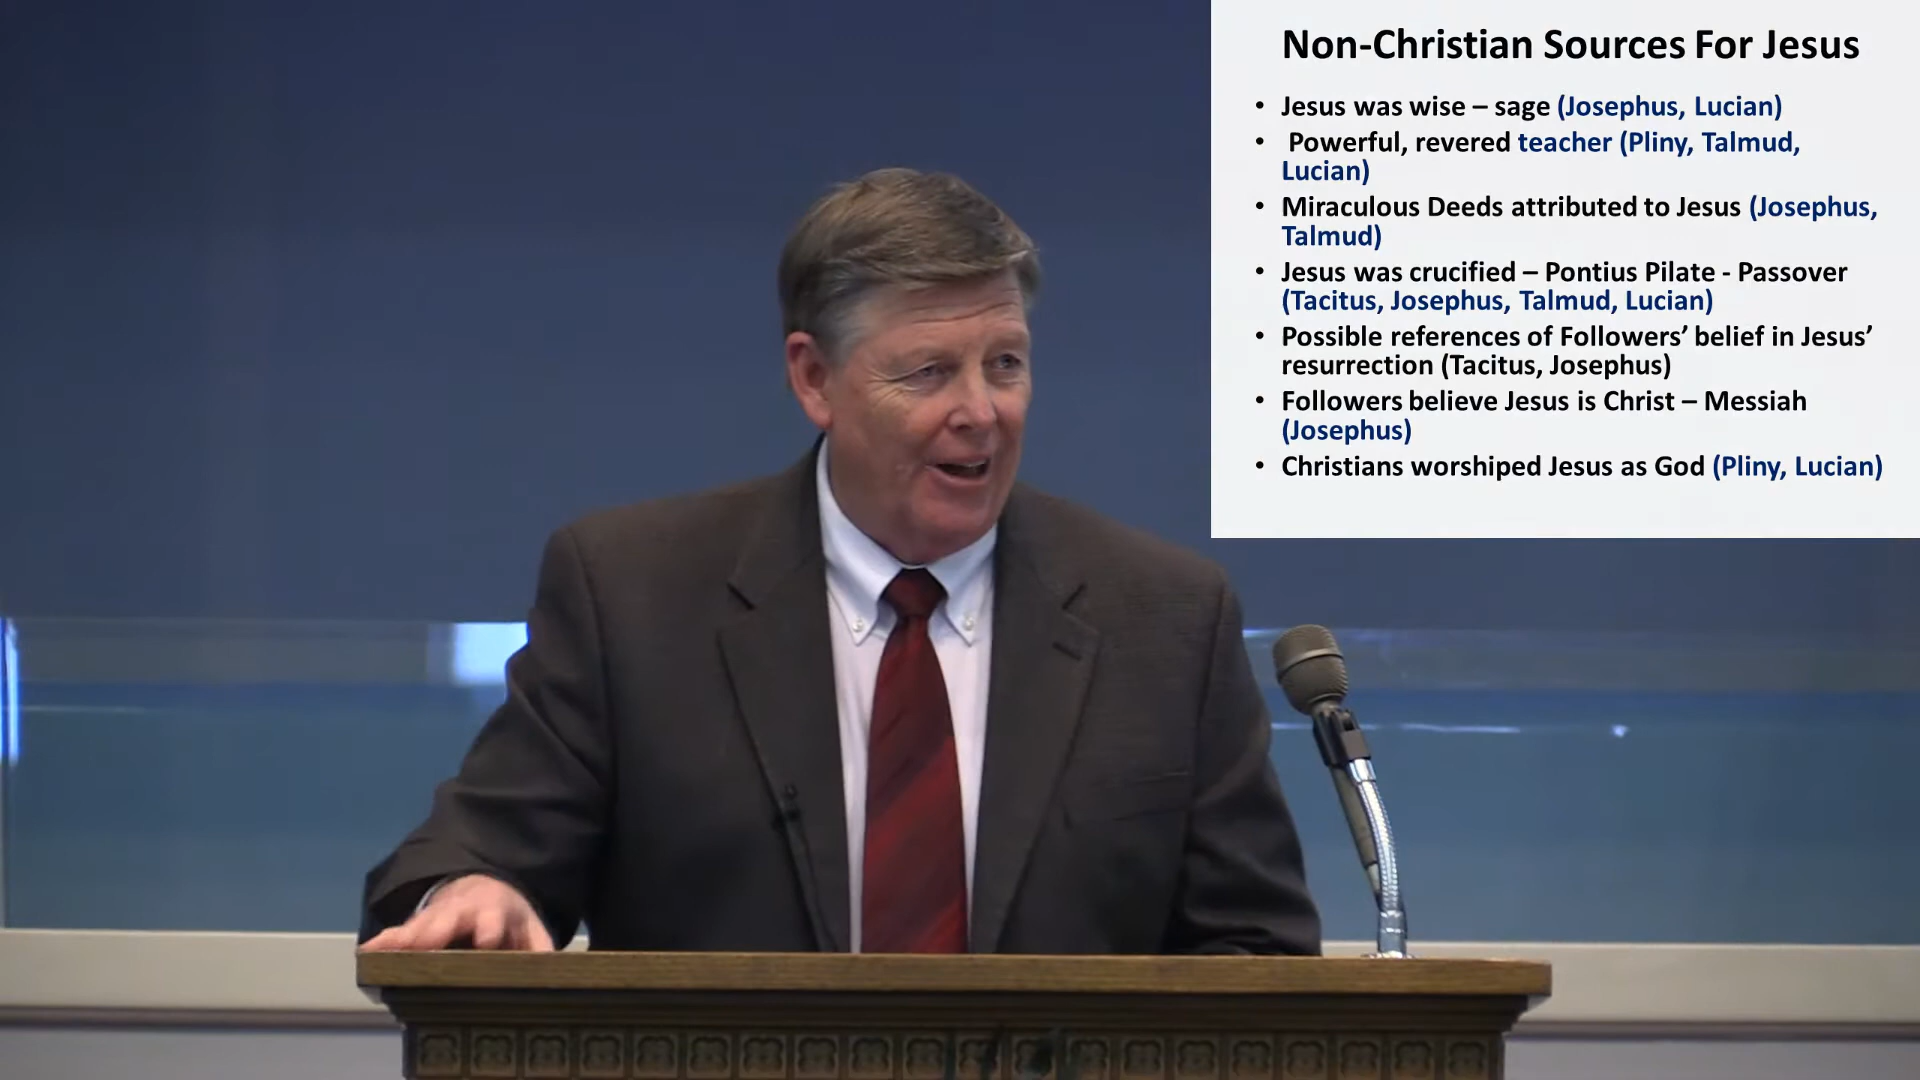 Non-Christian Sources For Jesus
• Jesus was wise – sage (Josephus, Lucian)
• Powerful, revered teacher (Pliny, Talmud,
Lucian)
• Miraculous Deeds attributed to Jesus (Josephus,
Talmud)
• Jesus was crucified – Pontius Pilate - Passover
(Tacitus, Josephus, Talmud, Lucian)
• Possible references of Followers’ belief in Jesus’
resurrection (Tacitus, Josephus)
• Followers believe Jesus is Christ – Messiah
(Josephus)
• Christians worshiped Jesus as God (Pliny, Lucian)